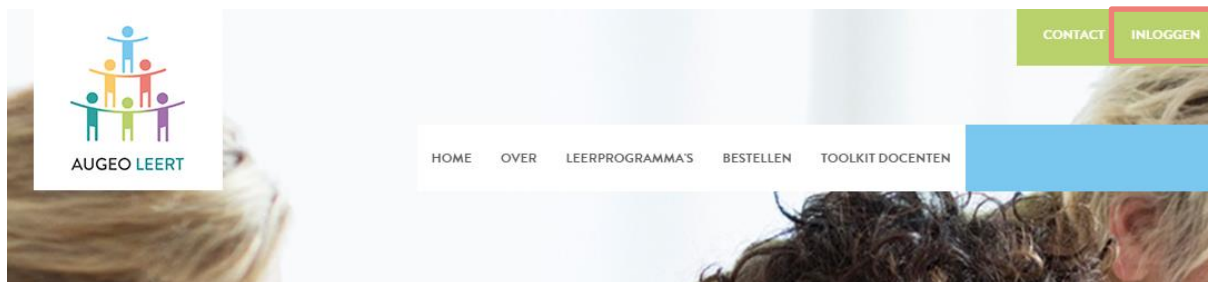 CONTACT INLOGGEN
AUGEO LEERT
HOME OVER LEERPROGRAMMA'S BESTELLEN TOOLKIT DOCENTEN